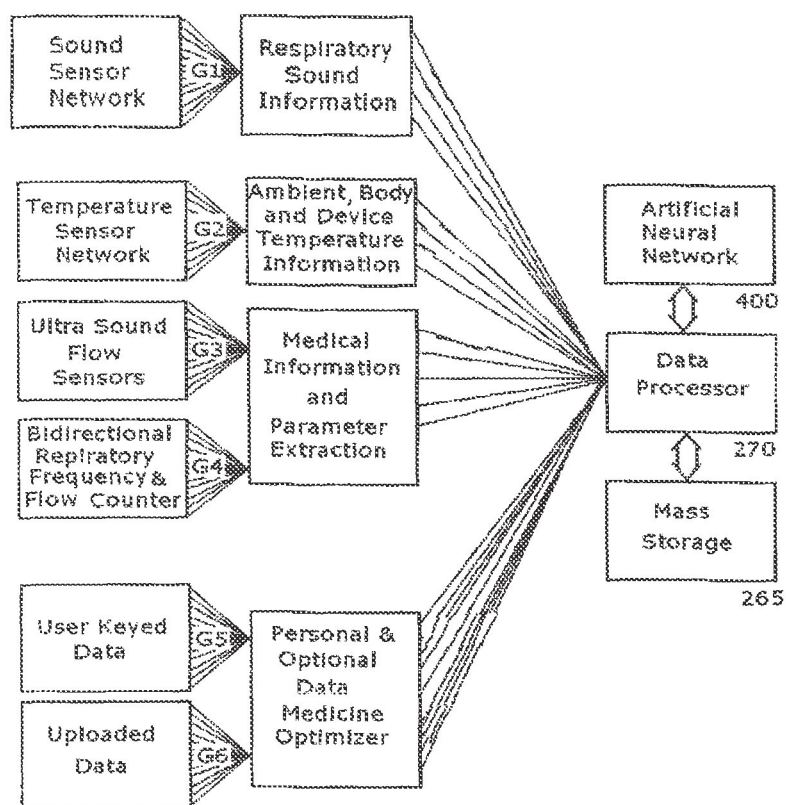 Sound
Sensor
Network
G1
Respiratory
Sound
Information
Temperature
Sensor
Network
G2
Ambient, Body
and Device
Temperature
Information
Ultra Sound
Flow
Sensors
G3
Medical
Information
and
Parameter
Extraction
Bidirectional
Repiratory
Frequency &
Flow Counter
G4
User Keyed
Data
G5
Personal &
Optional
Data
Medicine
Optimizer
Uploaded
Data
G6
Artificial
Neural
Network
400
Data
Processor
270
Mass
Storage
265